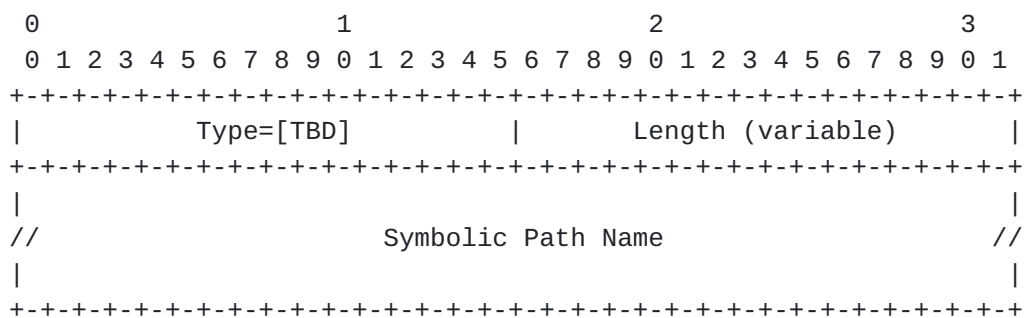 0                   1                   2                   3
 0 1 2 3 4 5 6 7 8 9 0 1 2 3 4 5 6 7 8 9 0 1 2 3 4 5 6 7 8 9 0 1
+-+-+-+-+-+-+-+-+-+-+-+-+-+-+-+-+-+-+-+-+-+-+-+-+-+-+-+-+-+-+-+-+
|           Type=[TBD]          |       Length (variable)       |
+-+-+-+-+-+-+-+-+-+-+-+-+-+-+-+-+-+-+-+-+-+-+-+-+-+-+-+-+-+-+-+-+
|                                                               |
//                      Symbolic Path Name                     //
|                                                               |
+-+-+-+-+-+-+-+-+-+-+-+-+-+-+-+-+-+-+-+-+-+-+-+-+-+-+-+-+-+-+-+-+